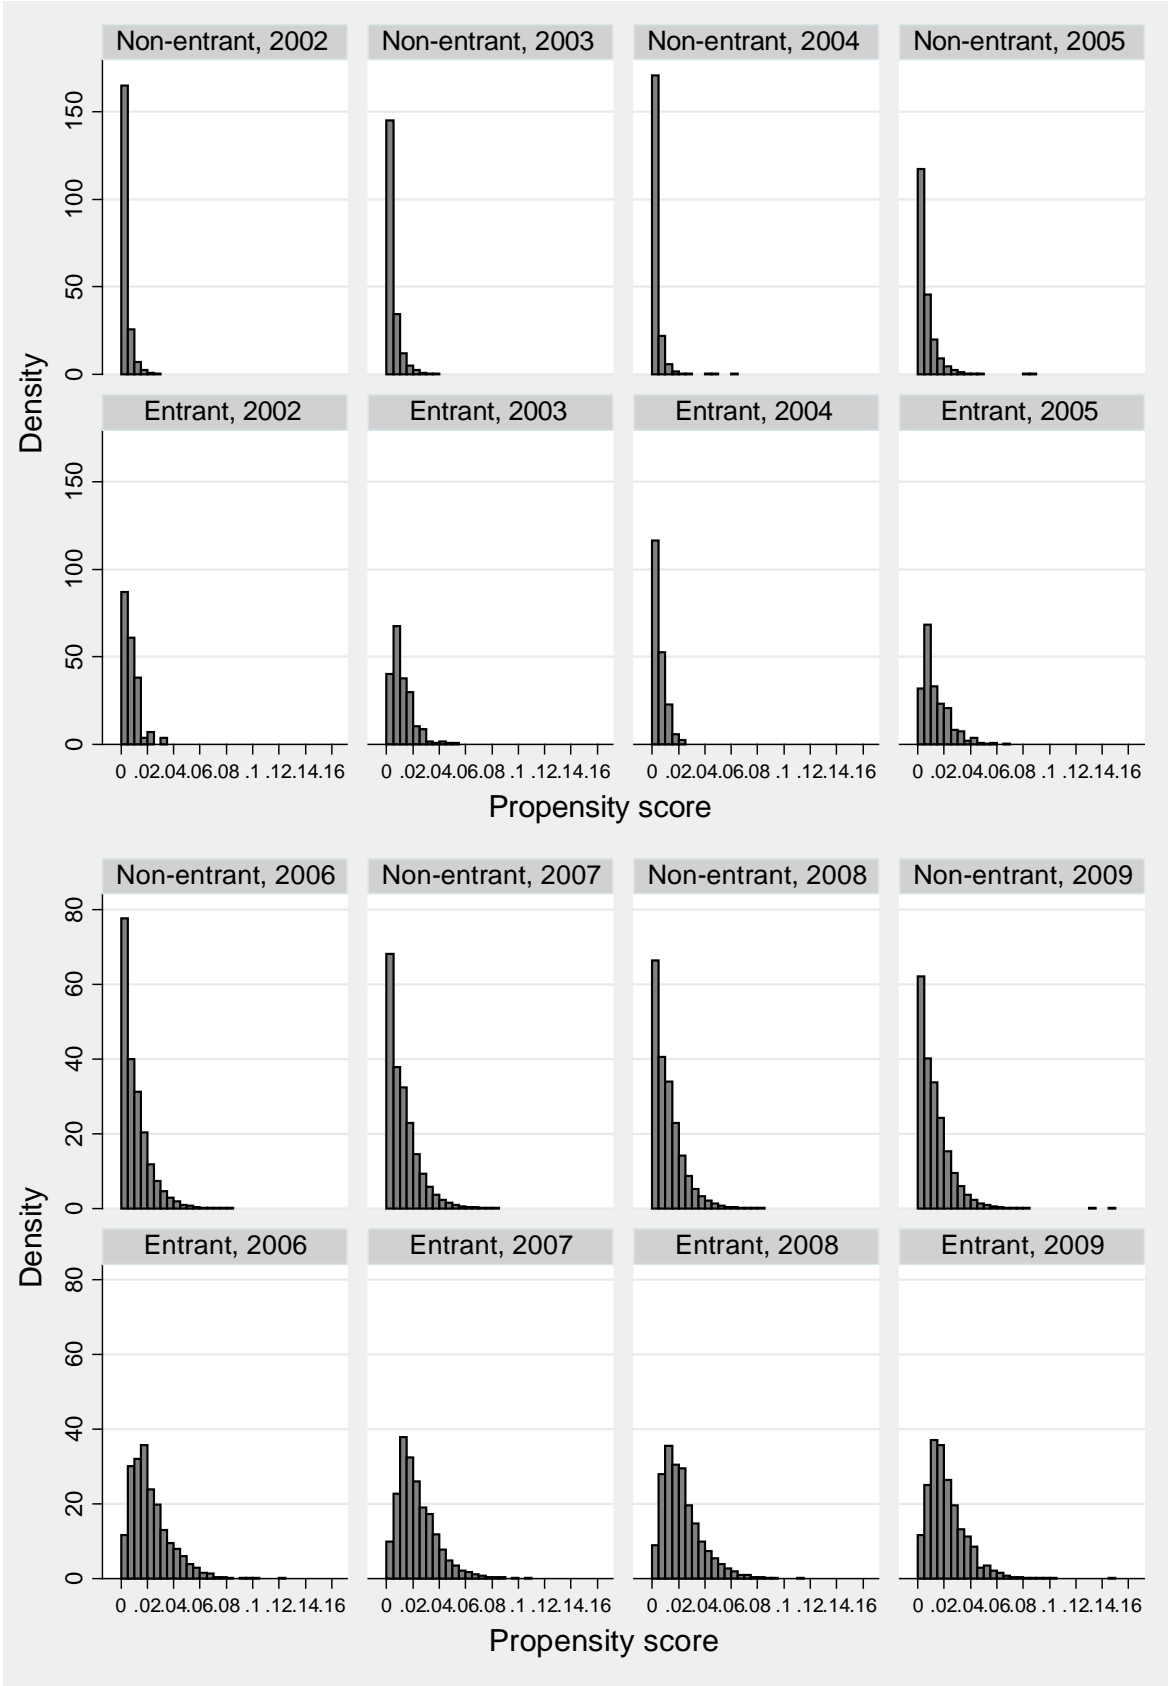 Non-entrant, 2002 Non-entrant, 2003 Non-entrant, 2004 Non-entrant, 2005
150
100
50
0
Entrant, 2002 Entrant, 2003 Entrant, 2004 Entrant, 2005
150
100
50
0
Density
0 .02.04.06.08 .1 .12.14.16 0 .02.04.06.08 .1 .12.14.16 0 .02.04.06.08 .1 .12.14.16 0 .02.04.06.08 .1 .12.14.16
Propensity score
Non-entrant, 2006 Non-entrant, 2007 Non-entrant, 2008 Non-entrant, 2009
80
60
40
20
0
Entrant, 2006 Entrant, 2007 Entrant, 2008 Entrant, 2009
80
60
40
20
0
Density
0 .02.04.06.08 .1 .12.14.16 0 .02.04.06.08 .1 .12.14.16 0 .02.04.06.08 .1 .12.14.16 0 .02.04.06.08 .1 .12.14.16
Propensity score